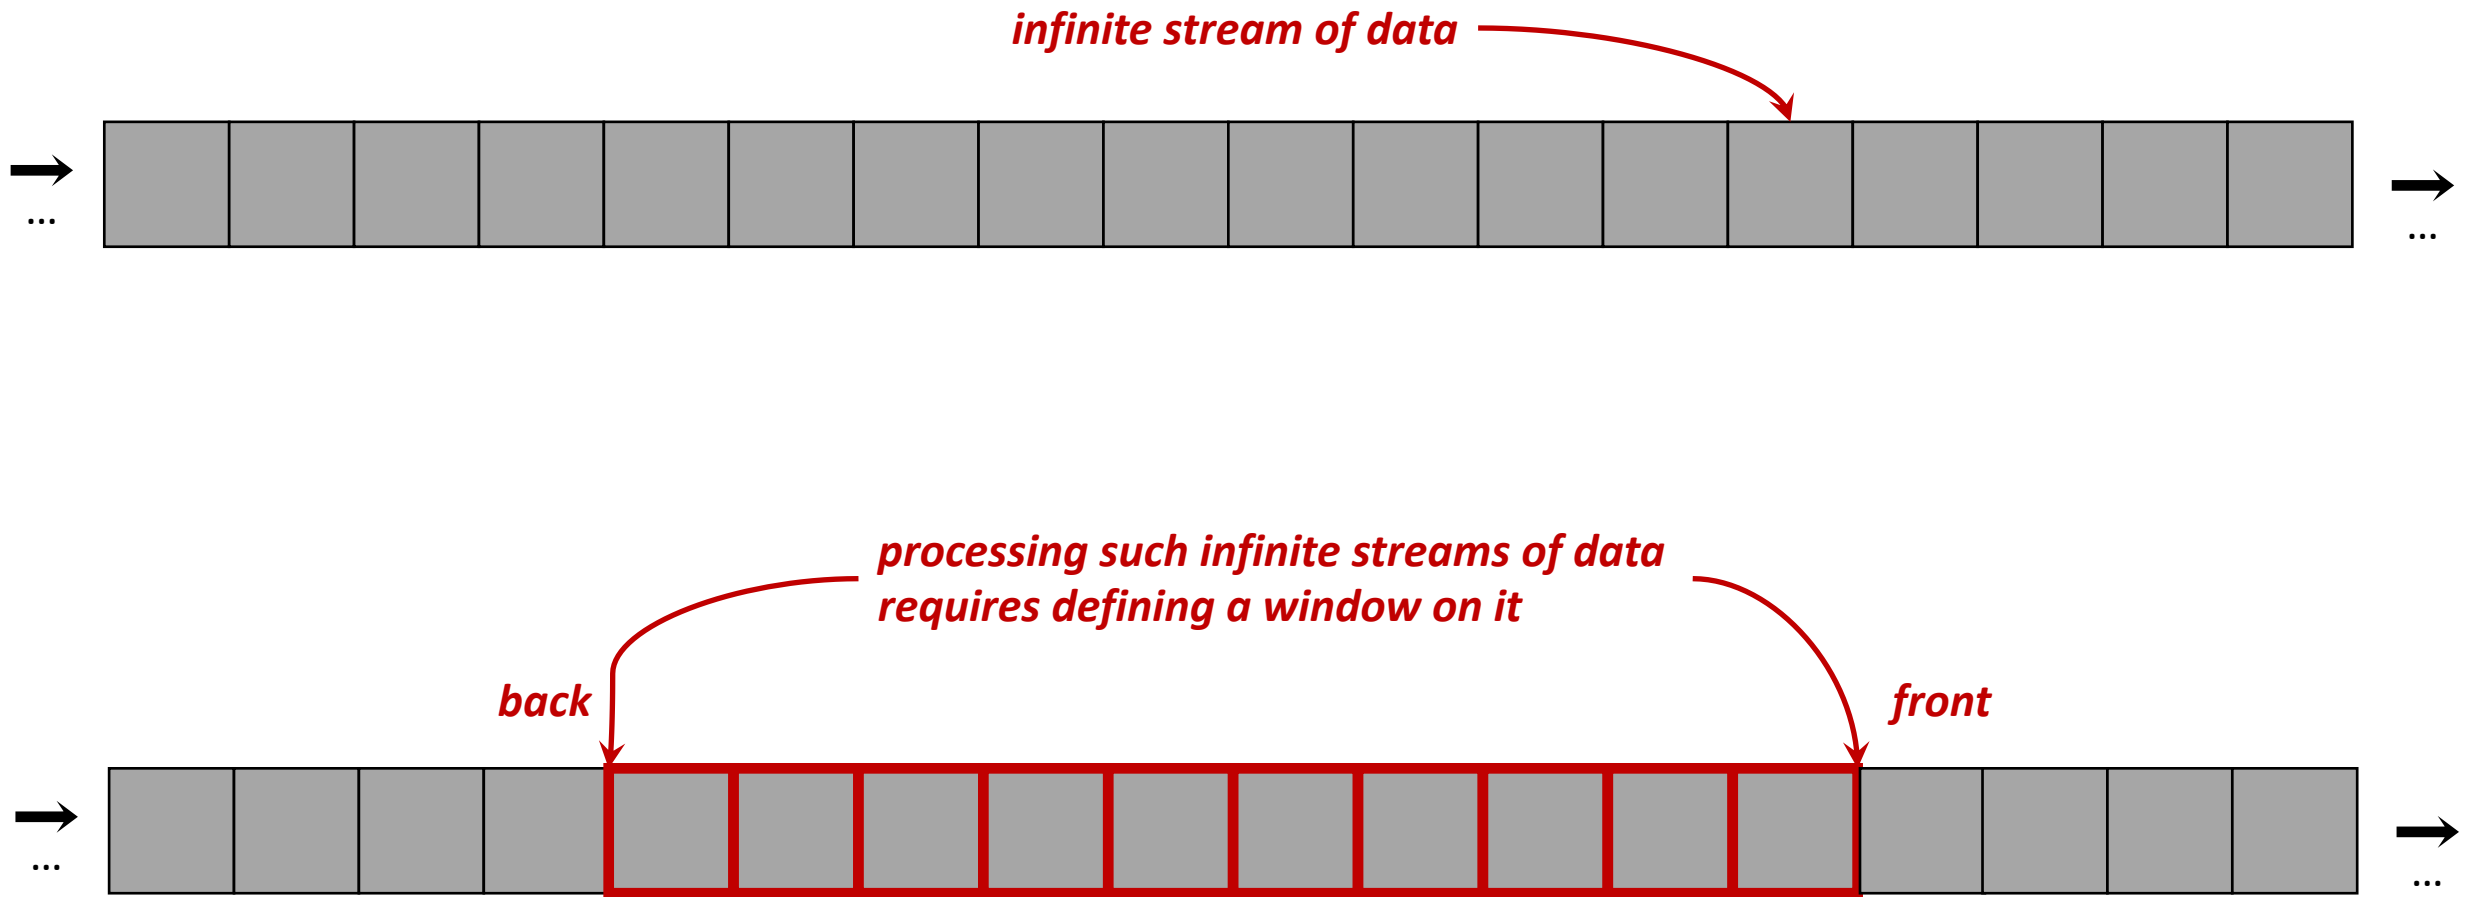 infinite stream of data
...
...
processing such infinite streams of data
requires defining a window on it
back
front
...
...